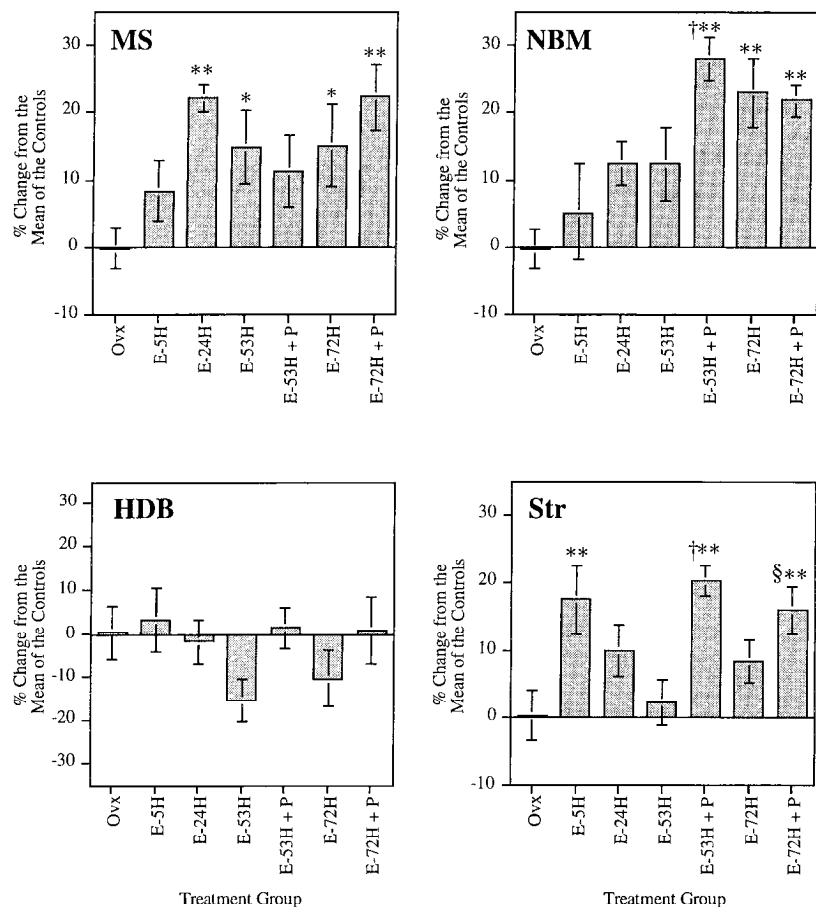 MS
% Change from the
Mean of the Controls
30
20
10
0
-10
**
*
*
**
Ovx
E-5H
E-24H
E-53H
E-53H + P
E-72H
E-72H + P
NBM
% Change from the
Mean of the Controls
30
20
10
0
-10
†**
**
**
Ovx
E-5H
E-24H
E-53H
E-53H + P
E-72H
E-72H + P
HDB
% Change from the
Mean of the Controls
30
20
10
0
-10
-20
-30
Ovx
E-5H
E-24H
E-53H
E-53H + P
E-72H
E-72H + P
Treatment Group
Str
% Change from the
Mean of the Controls
30
20
10
0
-10
**
†**
§**
Ovx
E-5H
E-24H
E-53H
E-53H + P
E-72H
E-72H + P
Treatment Group